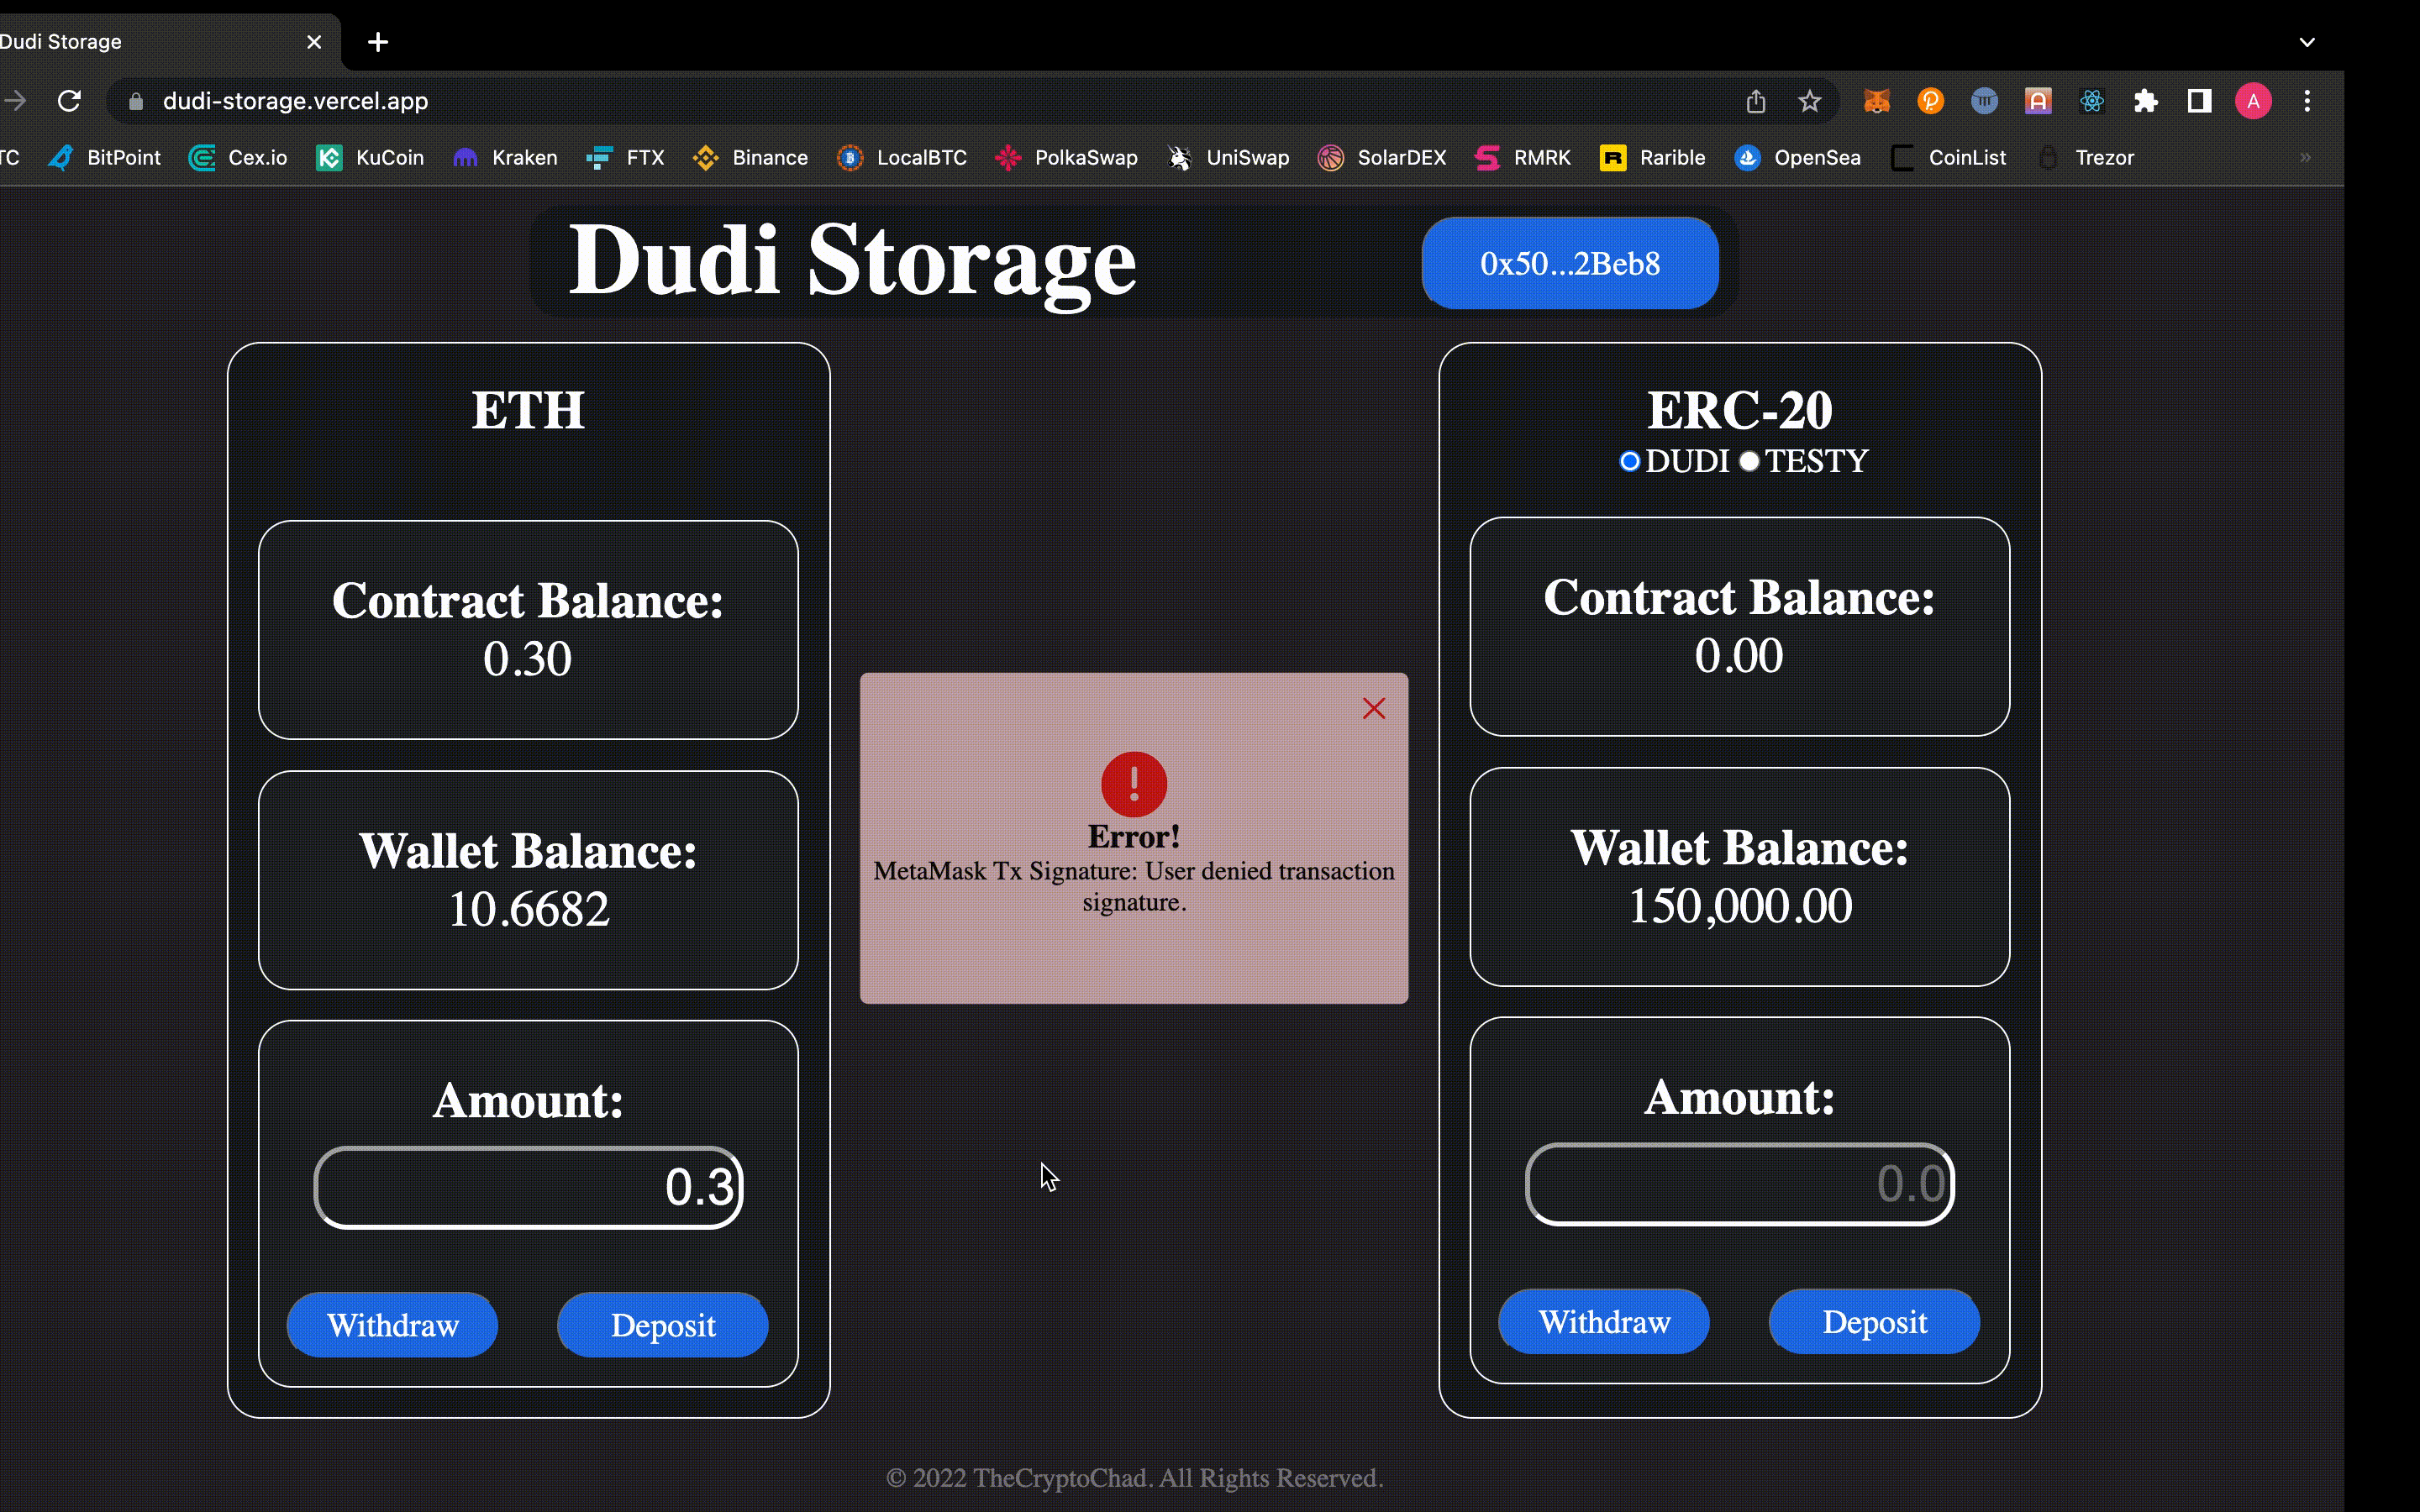 Dudi Storage
dudi-storage.vercel.app
A
TC BitPoint Cex.io KuCoin Kraken FTX Binance LocalBTC PolkaSwap UniSwap SolarDEX RMRK Rarible OpenSea CoinList Trezor
Dudi Storage
0x50...2Beb8
ETH
Contract Balance:
0.30
Wallet Balance:
10.6682
Amount:
0.3
Withdraw Deposit
Error!
MetaMask Tx Signature: User denied transaction
signature.
ERC-20
DUDI TESTY
Contract Balance:
0.00
Wallet Balance:
150,000.00
Amount:
0.0
Withdraw Deposit
© 2022 TheCryptoChad. All Rights Reserved.